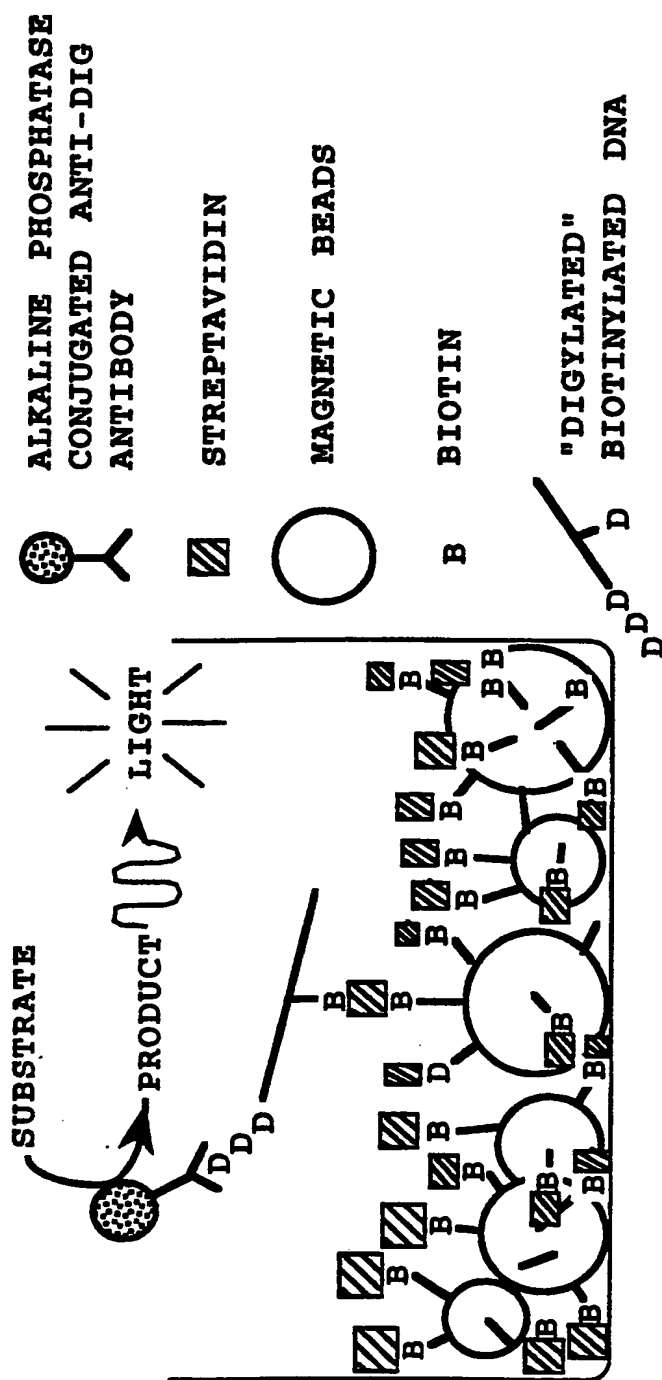 SUBSTRATE
PRODUCT
LIGHT
D
D
D
B
B
B B B B D B B B B B B
B B B
B B B B B B B B B
ALKALINE PHOSPHATASE
CONJUGATED ANTI-DIG
ANTIBODY
STREPTAVIDIN
MAGNETIC BEADS
B BIOTIN
D D D D
"DIGYLATED"
BIOTINYLATED DNA